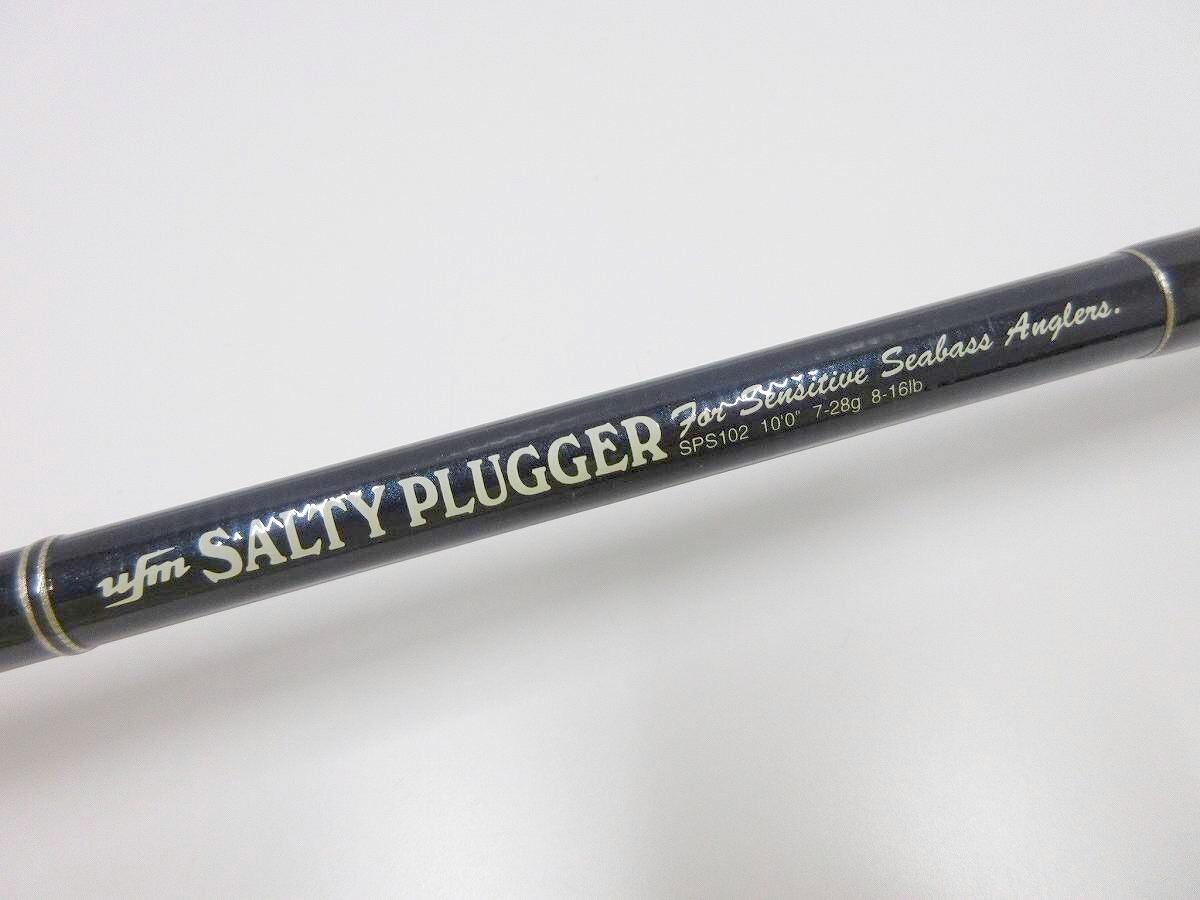 ufm SALTY PLUGGER
For Sensitive Seabass Anglers.
SPS102 10'0" 7-28g 8-16lb